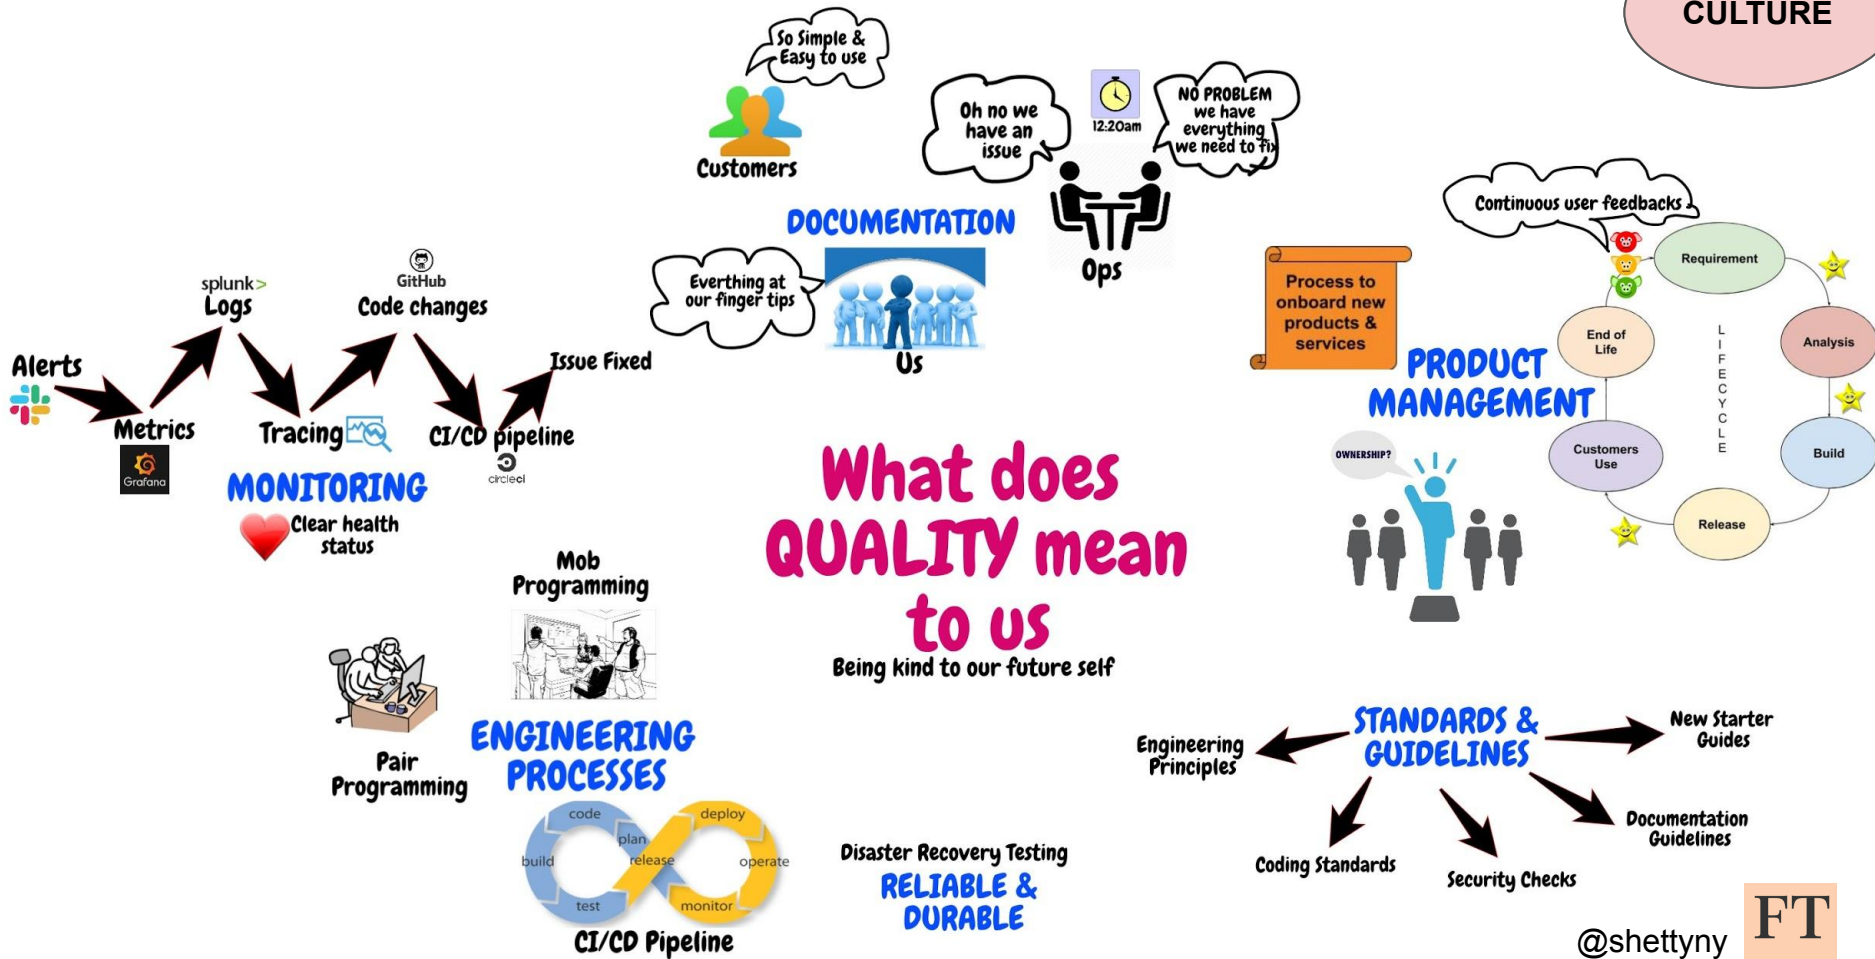 CULTURE
So Simple &
Easy to use
Customers
Oh no we
have an
issue
12:20am
NO PROBLEM
we have
everything
we need to fix
Ops
DOCUMENTATION
Everthing at
our finger tips
Us
Alerts
Metrics
Grafana
splunk>
Logs
Tracing
GitHub
Code changes
CI/CD pipeline
circleci
Issue Fixed
MONITORING
Clear health
status
Process to
onboard new
products &
services
PRODUCT
MANAGEMENT
OWNERSHIP?
Continuous user feedbacks
Requirement
Analysis
Build
Release
Customers
Use
End of
Life
LIFECYCLE
What does
QUALITY mean
to us
Being kind to our future self
Mob
Programming
Pair
Programming
ENGINEERING
PROCESSES
code
plan
build
test
release
deploy
operate
monitor
CI/CD Pipeline
Disaster Recovery Testing
RELIABLE &
DURABLE
STANDARDS &
GUIDELINES
Engineering
Principles
Coding Standards
Security Checks
Documentation
Guidelines
New Starter
Guides
@shettyny
FT